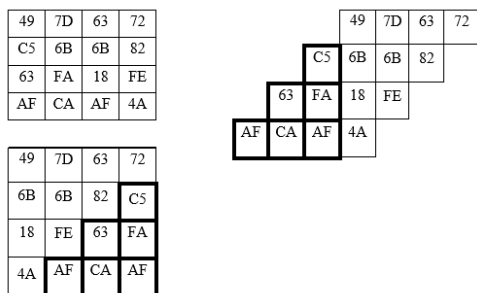 49 7D 63 72
C5 6B 6B 82
63 FA 18 FE
AF CA AF 4A
49 7D 63 72
C5 6B 6B 82
63 FA 18 FE
AF CA AF 4A
49 7D 63 72
6B 6B 82 C5
18 FE 63 FA
4A AF CA AF